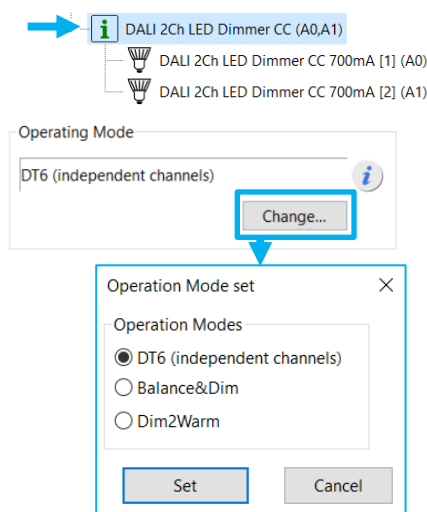 i DALI 2Ch LED Dimmer CC (A0,A1)
DALI 2Ch LED Dimmer CC 700mA [1] (A0)
DALI 2Ch LED Dimmer CC 700mA [2] (A1)
Operating Mode
DT6 (independent channels) i
Change...
Operation Mode set
Operation Modes
DT6 (independent channels)
Balance&Dim
Dim2Warm
Set Cancel